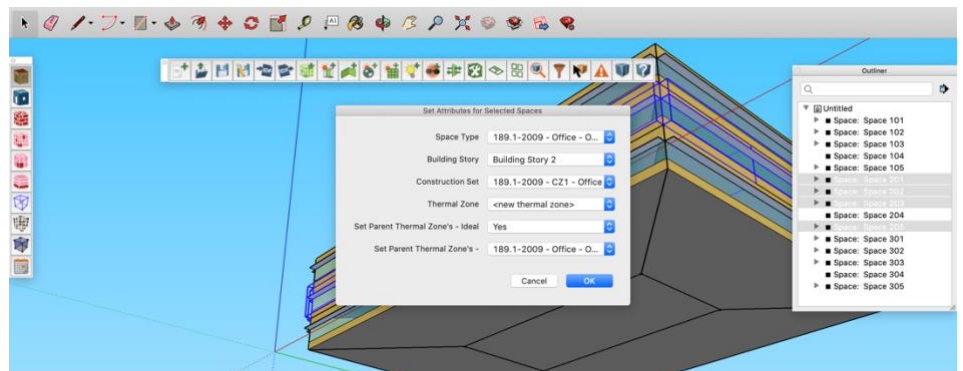 A1
Set Attributes for Selected Spaces
Space Type 189.1-2009 - Office - O...
Building Story Building Story 2
Construction Set 189.1-2009 - CZ1 - Office
Thermal Zone <new thermal zone>
Set Parent Thermal Zone's - Ideal Yes
Set Parent Thermal Zone's - 189.1-2009 - Office - O...
Cancel OK
Outliner
Untitled
Space: Space 101
Space: Space 102
Space: Space 103
Space: Space 104
Space: Space 105
Space: Space 201
Space: Space 202
Space: Space 203
Space: Space 204
Space: Space 205
Space: Space 301
Space: Space 302
Space: Space 303
Space: Space 304
Space: Space 305